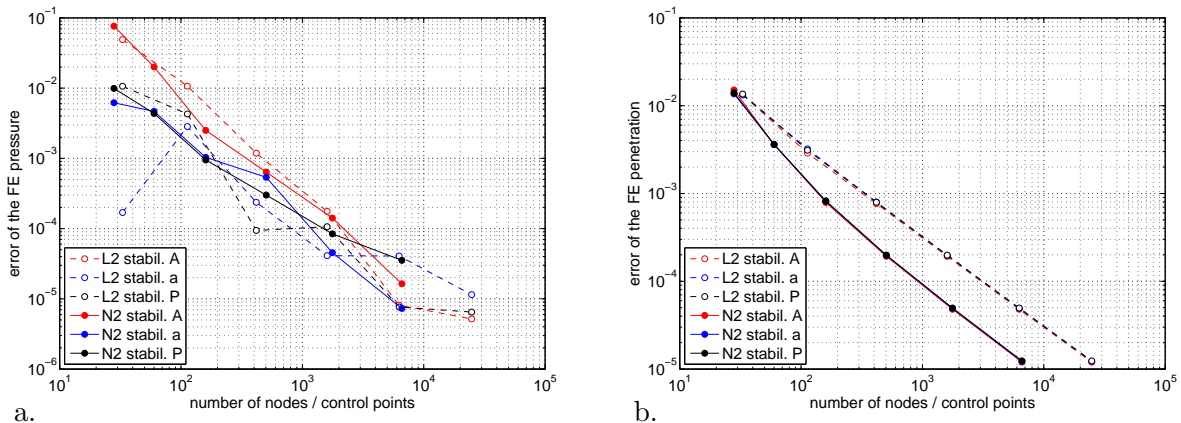 10^-1
10^-2
10^-3
10^-4
10^-5
10^-6
error of the FE pressure
L2 stabil. A
L2 stabil. a
L2 stabil. P
N2 stabil. A
N2 stabil. a
N2 stabil. P
10^1 10^2 10^3 10^4 10^5
number of nodes / control points
a.
10^-1
10^-2
10^-3
10^-4
10^-5
error of the FE penetration
L2 stabil. A
L2 stabil. a
L2 stabil. P
N2 stabil. A
N2 stabil. a
N2 stabil. P
10^1 10^2 10^3 10^4 10^5
number of nodes / control points
b.